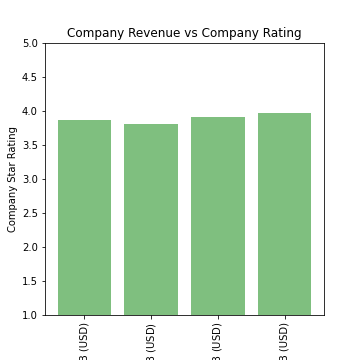 Company Revenue vs Company Rating
5.0
4.5
4.0
3.5
3.0
2.5
2.0
1.5
1.0
Company Star Rating
(USD)
(USD)
(USD)
(USD)